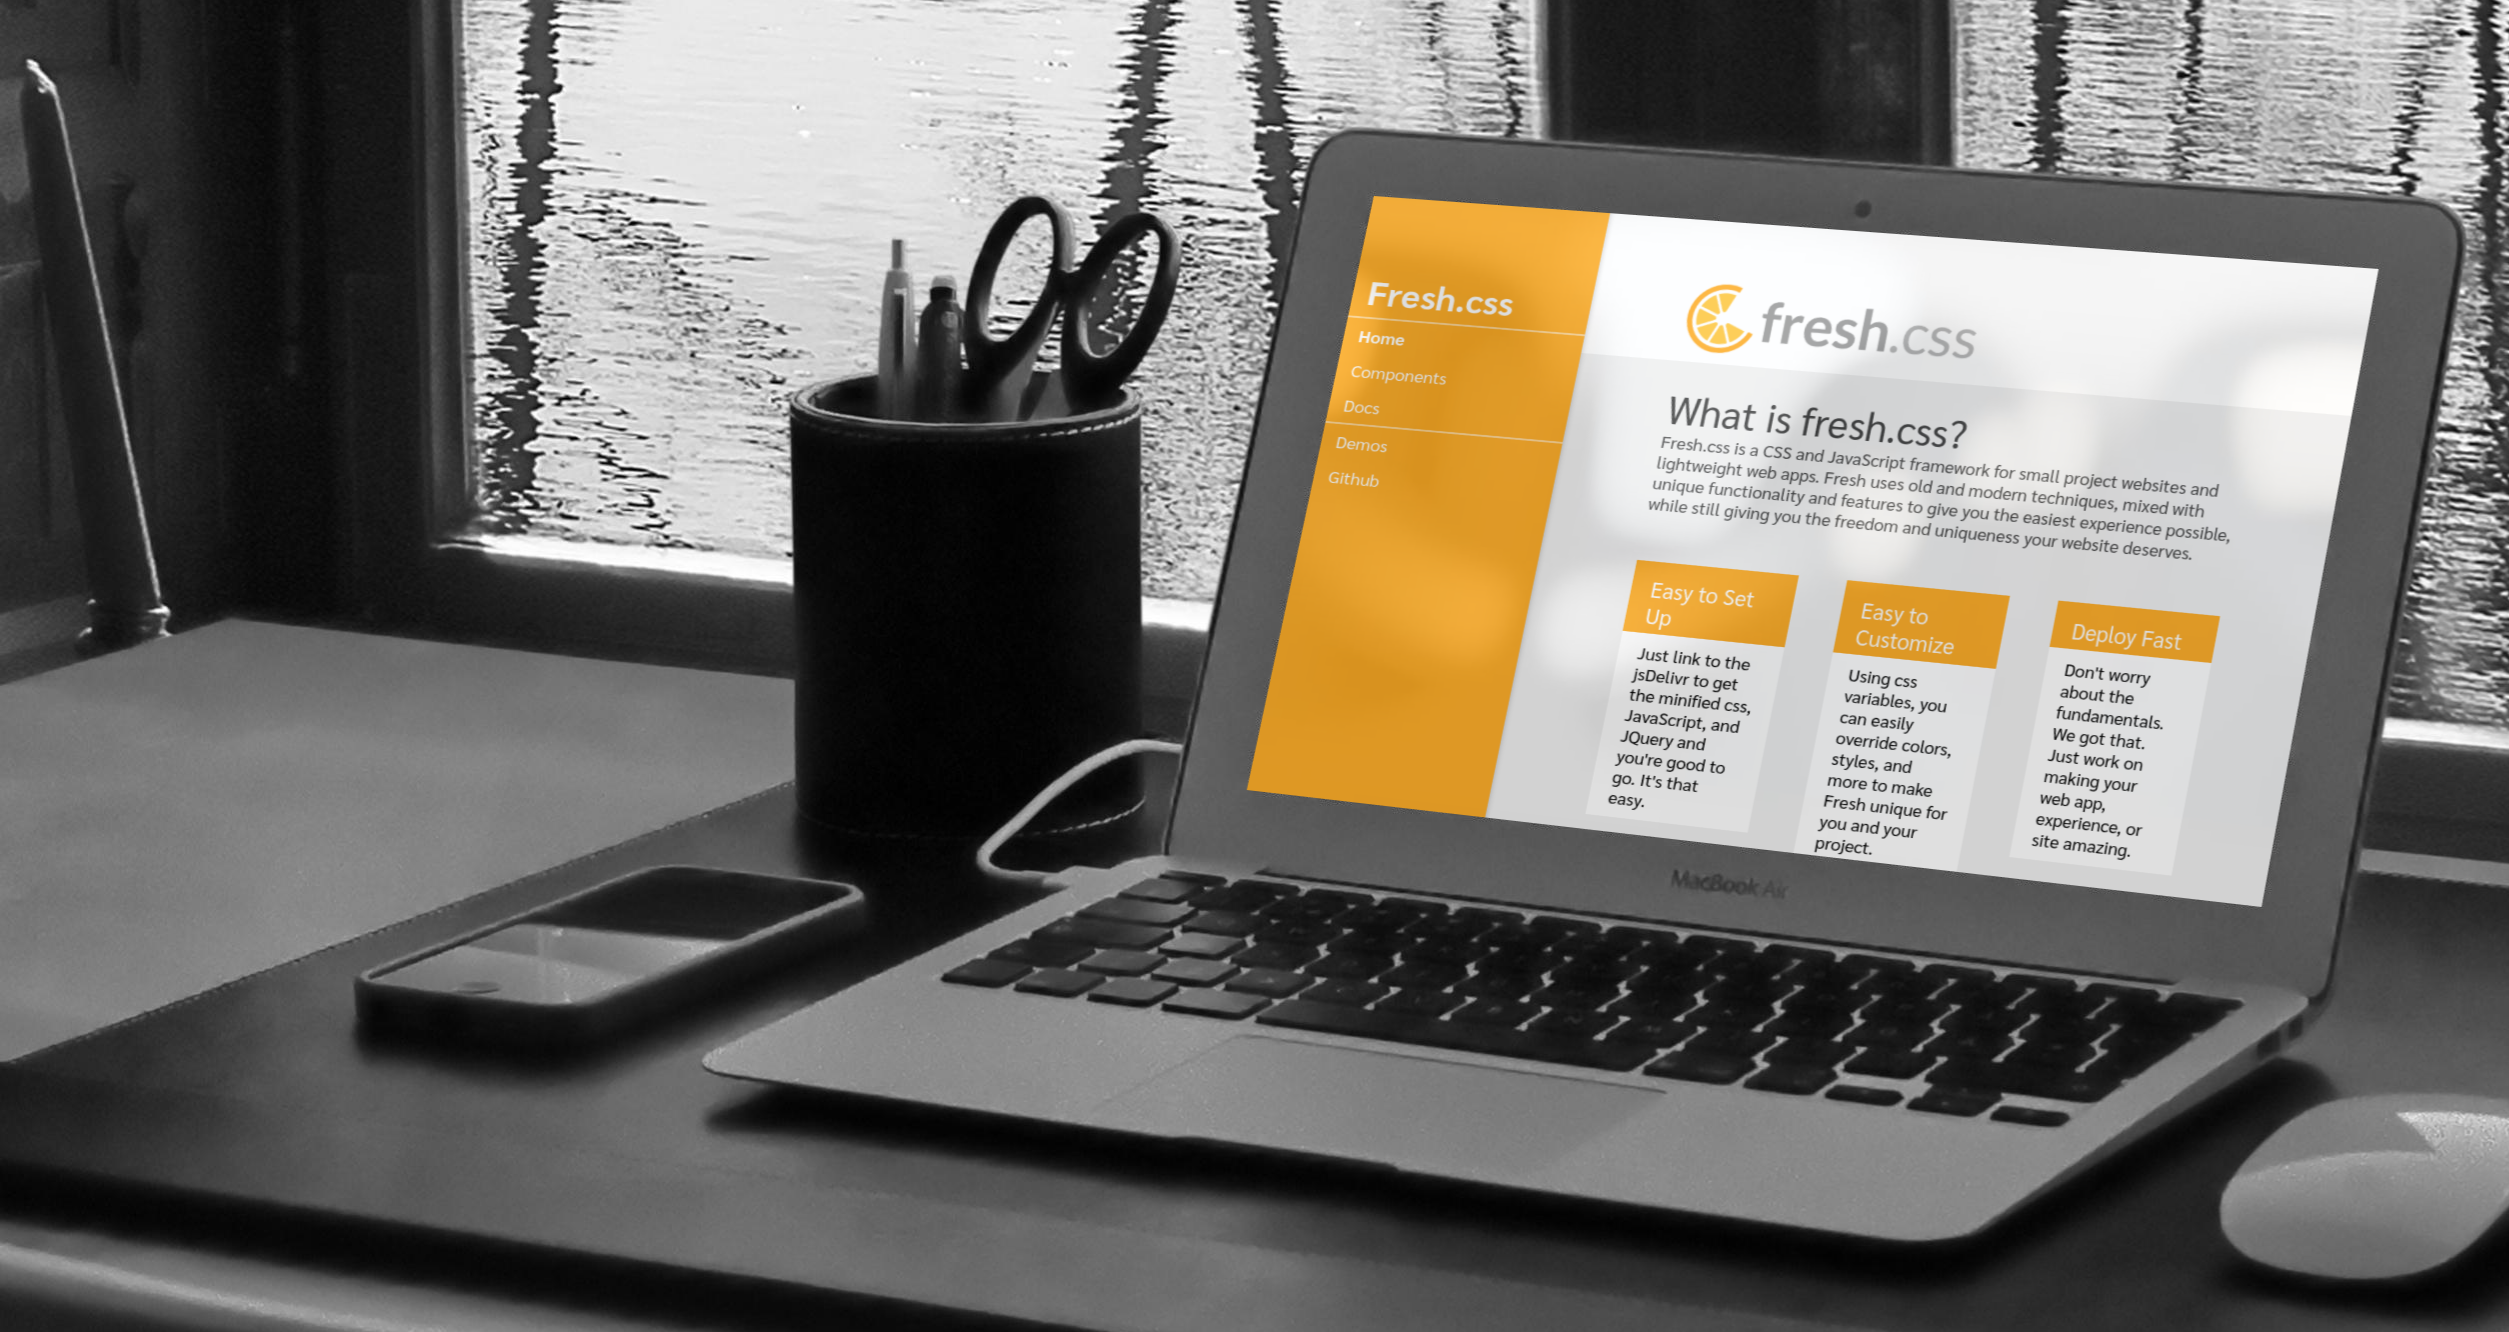 Fresh.css
Home
Components
Docs
Demos
Github
fresh.css
What is fresh.css?
Fresh.css is a CSS and JavaScript framework for small project websites and
lightweight web apps. Fresh uses old and modern techniques, mixed with
unique functionality and features to give you the easiest experience possible,
while still giving you the freedom and uniqueness your website deserves.
Easy to Set
Up
Just link to the
jsDelivr to get
the minified css,
JavaScript, and
JQuery and
you're good to
go. It's that
easy.
Easy to
Customize
Using css
variables, you
can easily
override colors,
styles, and
more to make
Fresh unique for
you and your
project.
Deploy Fast
Don't worry
about the
fundamentals.
We got that.
Just work on
making your
web app,
experience, or
site amazing.
MacBook Air